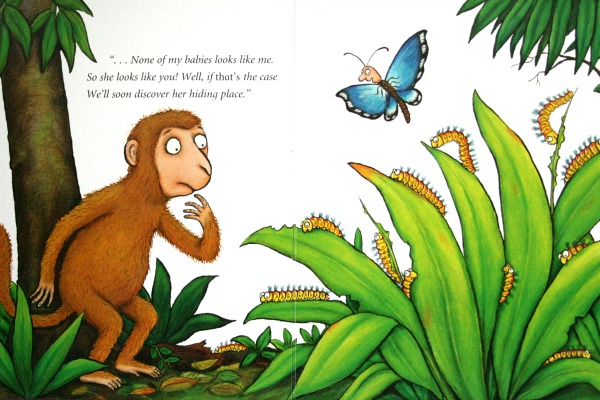 “. . . None of my babies looks like me.
So she looks like you! Well, if that’s the case
We’ll soon discover her hiding place.”